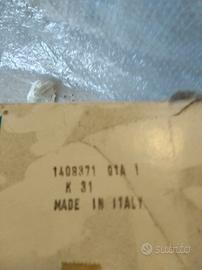 1408371 01A 1
K 31
MADE IN ITALY
subito